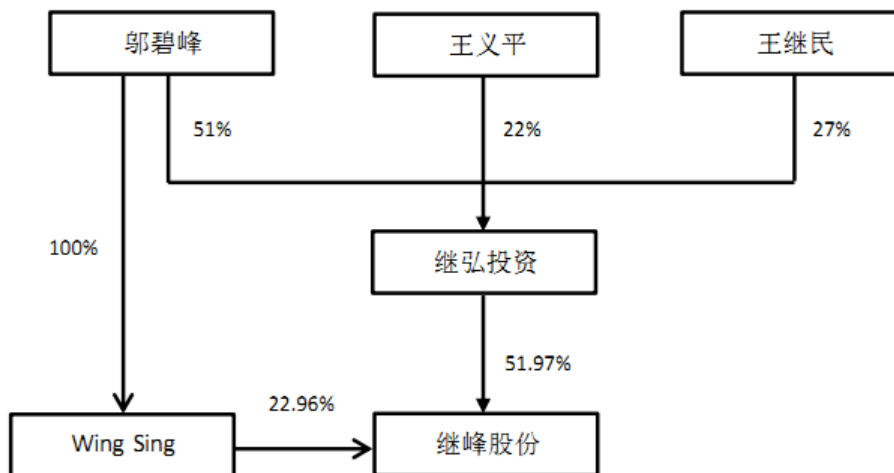 邬碧峰
王义平
王继民
51%
22%
27%
继弘投资
100%
51.97%
22.96%
Wing Sing
继峰股份